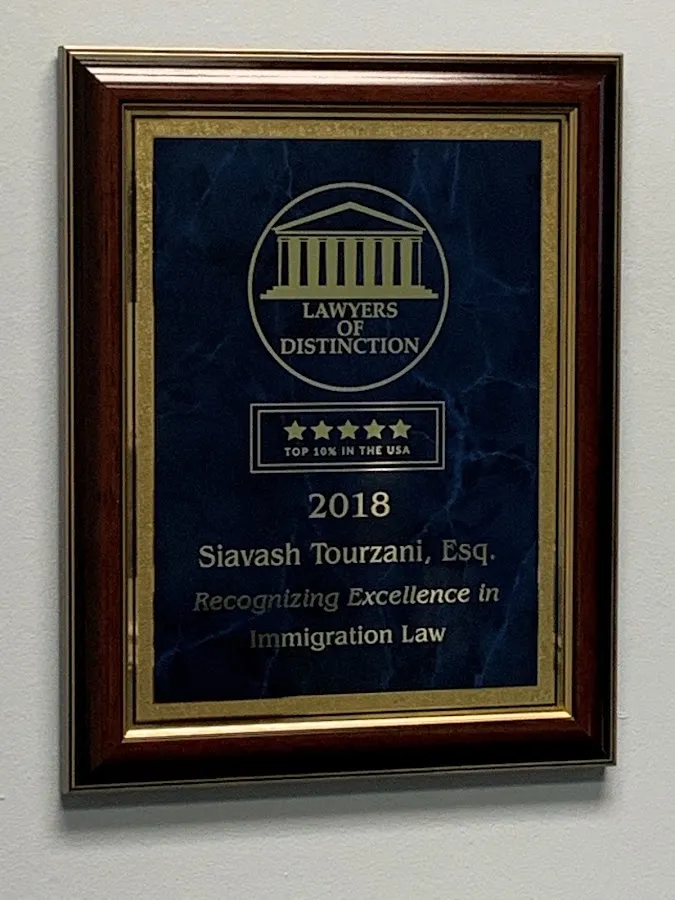 LAWYERS
OF
DISTINCTION
TOP 10% IN THE USA
2018
Siavash Tourzani, Esq.
Recognizing Excellence in
Immigration Law